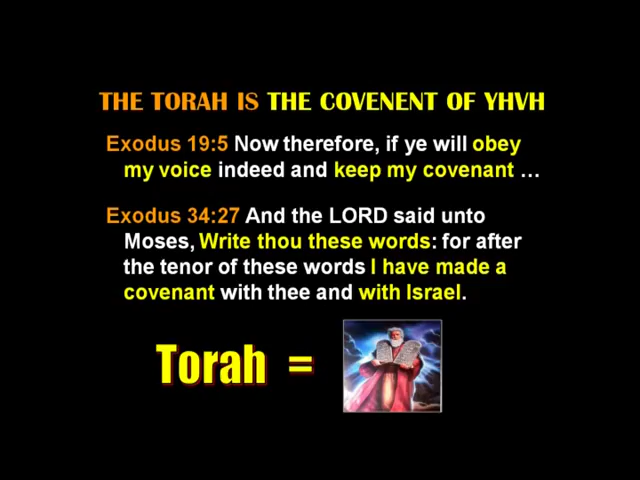 THE TORAH IS THE COVENENT OF YHVH
Exodus 19:5 Now therefore, if ye will obey
my voice indeed and keep my covenant …
Exodus 34:27 And the LORD said unto
Moses, Write thou these words: for after
the tenor of these words I have made a
covenant with thee and with Israel.
Torah =